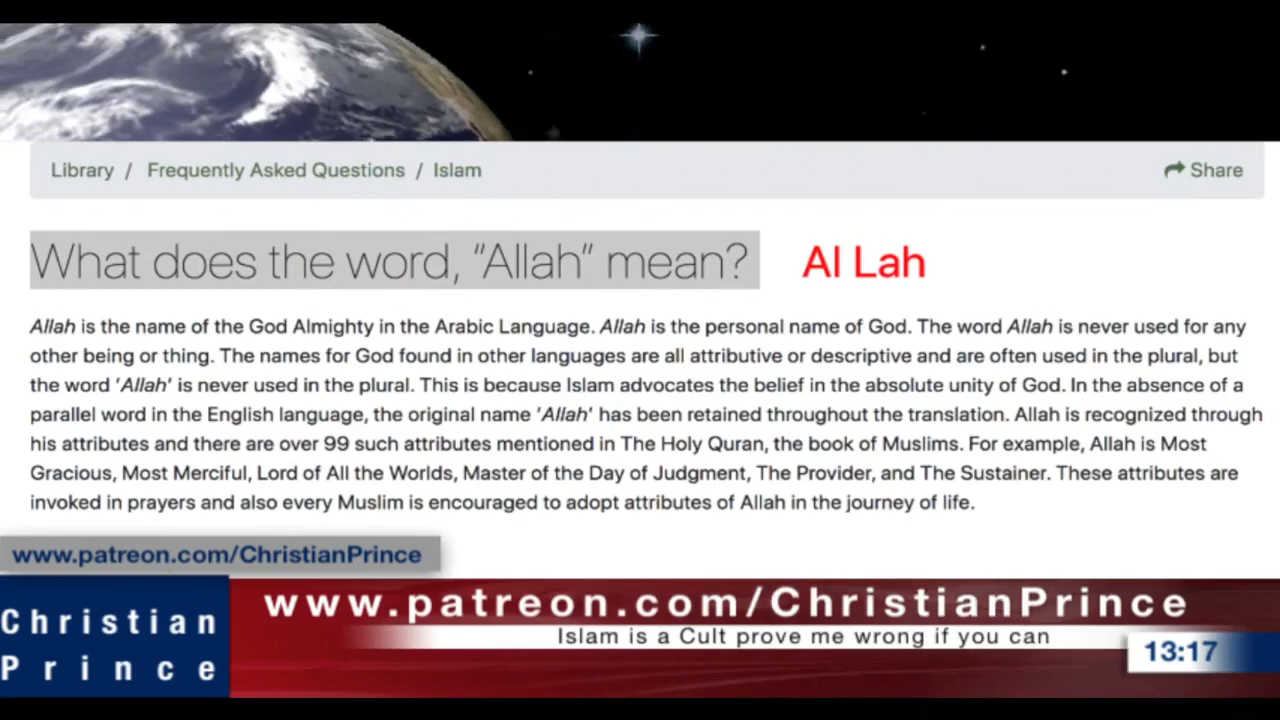 Library / Frequently Asked Questions / Islam
Share
What does the word, "Allah" mean?
Al Lah
Allah is the name of the God Almighty in the Arabic Language. Allah is the personal name of God. The word Allah is never used for any
other being or thing. The names for God found in other languages are all attributive or descriptive and are often used in the plural, but
the word 'Allah' is never used in the plural. This is because Islam advocates the belief in the absolute unity of God. In the absence of a
parallel word in the English language, the original name 'Allah' has been retained throughout the translation. Allah is recognized through
his attributes and there are over 99 such attributes mentioned in The Holy Quran, the book of Muslims. For example, Allah is Most
Gracious, Most Merciful, Lord of All the Worlds, Master of the Day of Judgment, The Provider, and The Sustainer. These attributes are
invoked in prayers and also every Muslim is encouraged to adopt attributes of Allah in the journey of life.
www.patreon.com/ChristianPrince
Christian
Prince
www.patreon.com/ChristianPrince
Islam is a Cult prove me wrong if you can
13:17